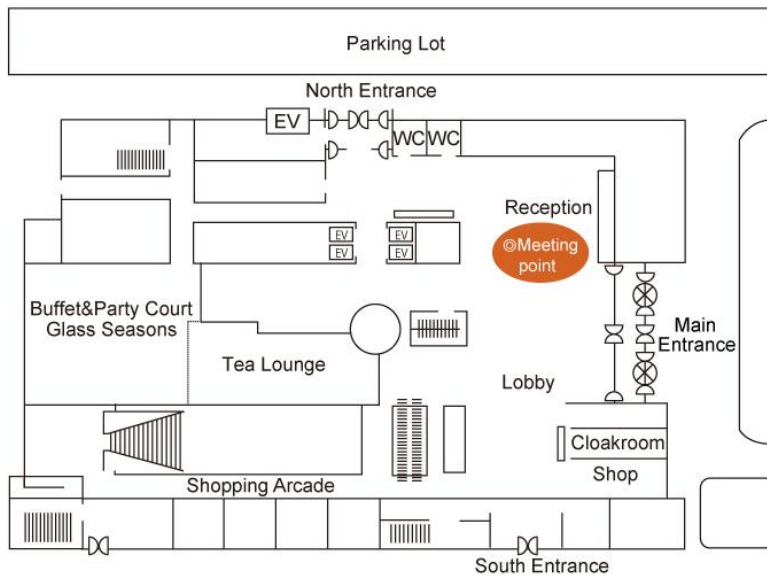 Parking Lot
North Entrance
EV
WC WC
Reception
EV EV
EV EV
◎Meeting
point
Buffet&Party Court
Glass Seasons
Main
Entrance
Tea Lounge
Lobby
Cloakroom
Shop
Shopping Arcade
South Entrance